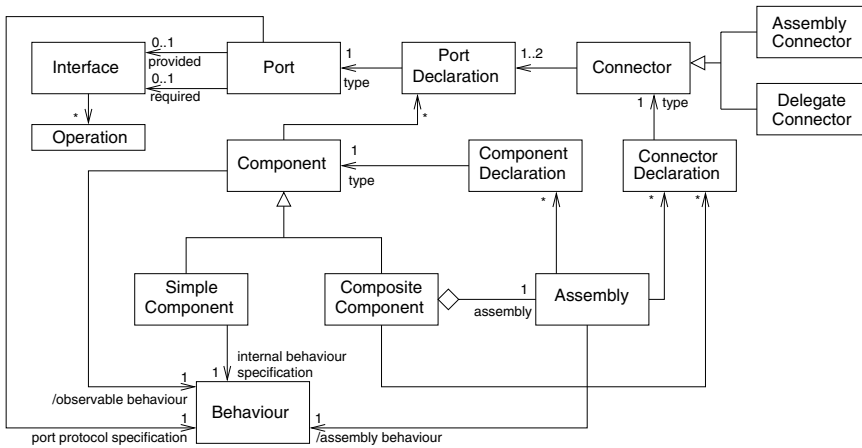 Assembly
Connector
0..1
provided
1
type
Port
Declaration
1..2
Interface
Port
Connector
0..1
required
1
type
Delegate
Connector
*
Operation
*
Component
1
type
Component
Declaration
Connector
Declaration
*
*
*
Simple
Component
Composite
Component
1
assembly
Assembly
internal behaviour
specification
1
1
/observable behaviour
Behaviour
1
port protocol specification
1
/assembly behaviour